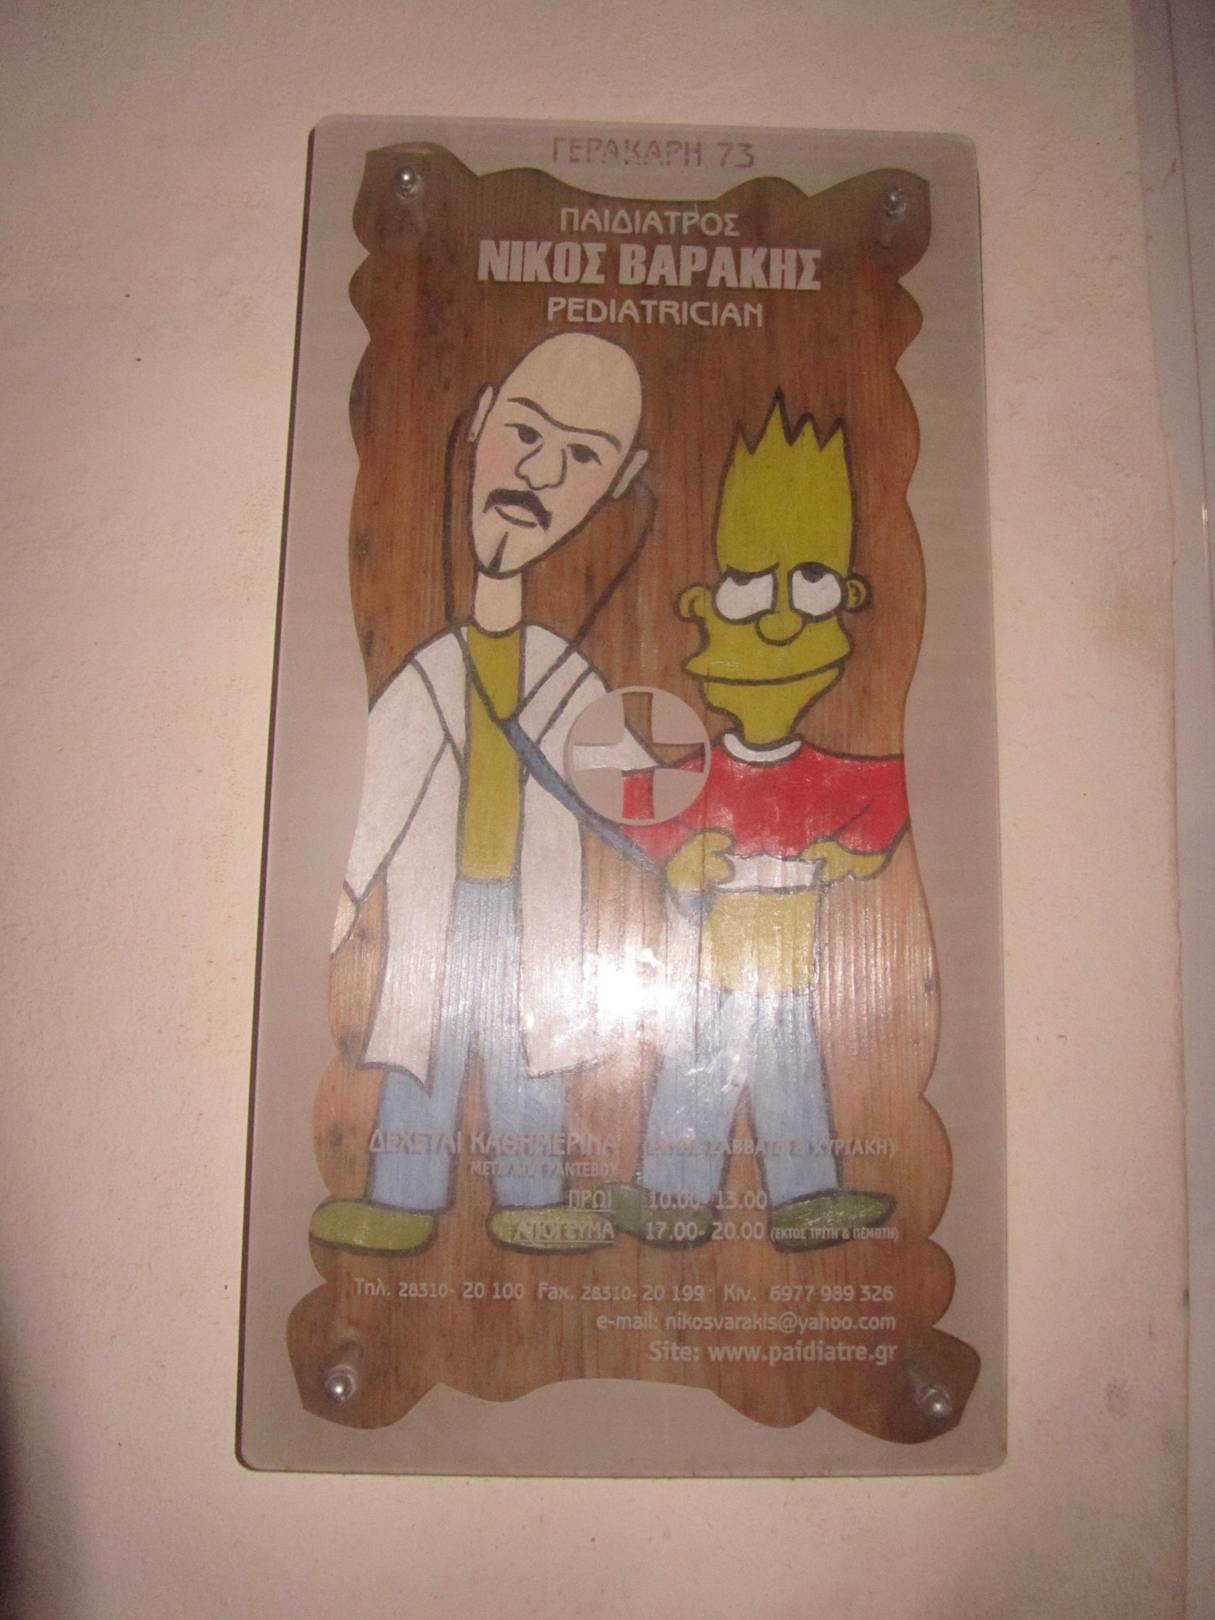 ΓΕΡΑΚΑΡΗ 73
ΠΑΙΔΙΑΤΡΟΣ
ΝΙΚΟΣ ΒΑΡΑΚΗΣ
PEDIATRICIAN
ΔΕΧΕΤΑΙ ΚΑΘΗΜΕΡΙΝΑ (ΕΚΤΟΣ ΣΑΒΒΑΤΟ & ΚΥΡΙΑΚΗ)
ΡΑΝΤΕΒΟΥ
ΠΡΩΙ 10.00-13.00
ΑΠΟΓΕΥΜΑ 17.00-20.00 (ΕΚΤΟΣ ΤΡΙΤΗ & ΠΕΜΠΤΗ)
Τηλ. 28310-20 100 Fax. 28310-20 199 Κιν. 6977 989 326
e-mail: nikosvarakis@yahoo.com
Site: www.paidiatre.gr